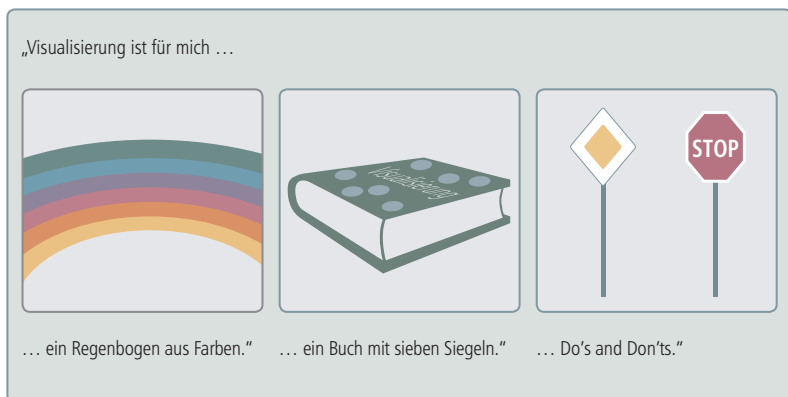 „Visualisierung ist für mich …
Visualisierung
STOP
… ein Regenbogen aus Farben.“
… ein Buch mit sieben Siegeln.“
… Do's and Don'ts.“